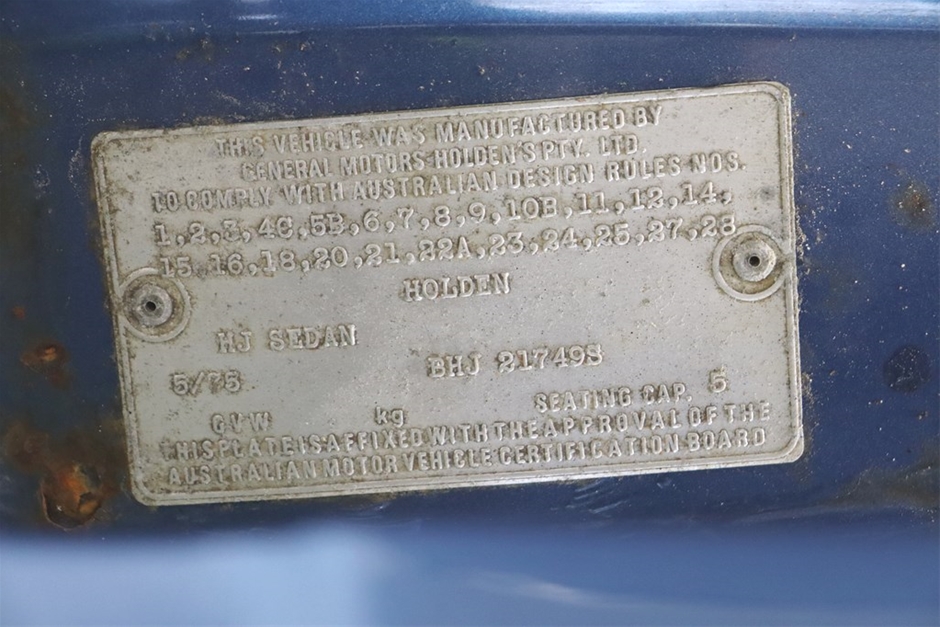 THIS VEHICLE WAS MANUFACTURED BY
GENERAL MOTORS-HOLDEN'S PTY. LTD.
TO COMPLY WITH AUSTRALIAN DESIGN RULES NOS.
1,2,3,4C,5B,6,7,8,9,10B,11,12,14,
15,16,18,20,21,22A,23,24,25,27,28
HOLDEN
HJ SEDAN
BHJ 21749S
5/75
SEATING CAP. 5
GVW kg
THIS PLATE IS AFFIXED WITH THE APPROVAL OF THE
AUSTRALIAN MOTOR VEHICLE CERTIFICATION BOARD